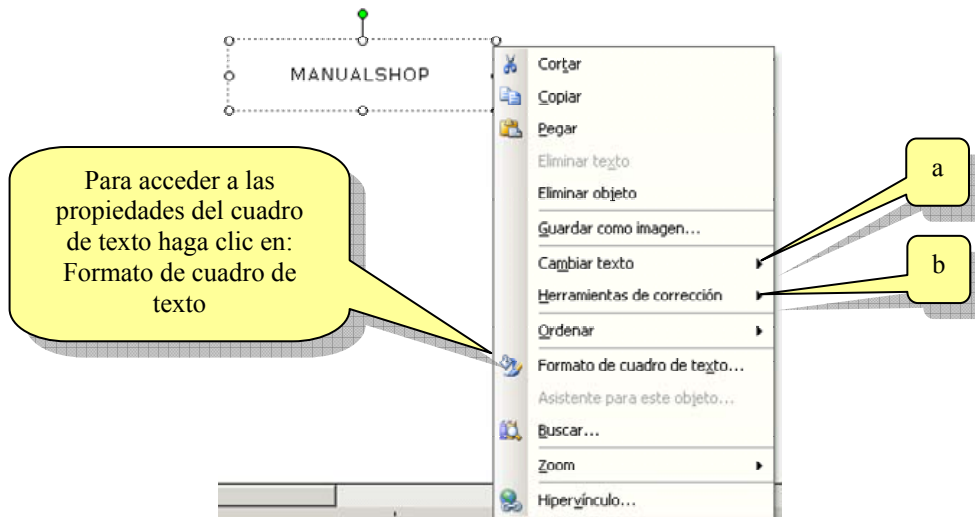 MANUALSHOP
Cortar
Copiar
Pegar
Eliminar texto
Eliminar objeto
Guardar como imagen...
Cambiar texto
Herramientas de corrección
Ordenar
Formato de cuadro de texto...
Asistente para este objeto...
Buscar...
Zoom
Hipervínculo...
Para acceder a las
propiedades del cuadro
de texto haga clic en:
Formato de cuadro de
texto
a
b